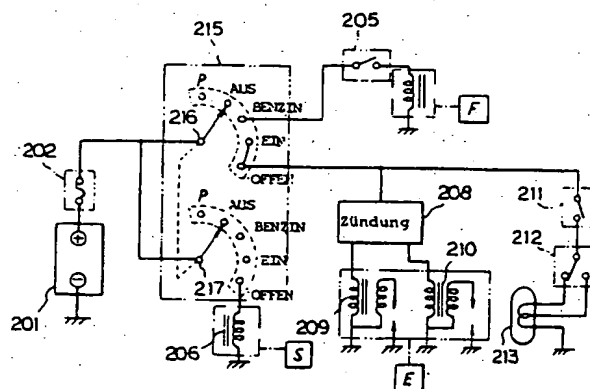 215
205
P
AUS
BENZIN
216
EIN
F
202
OFFEN
P
AUS
BENZIN
Zündung
208
211
212
EIN
210
217
OFFEN
201
209
206
S
213
E